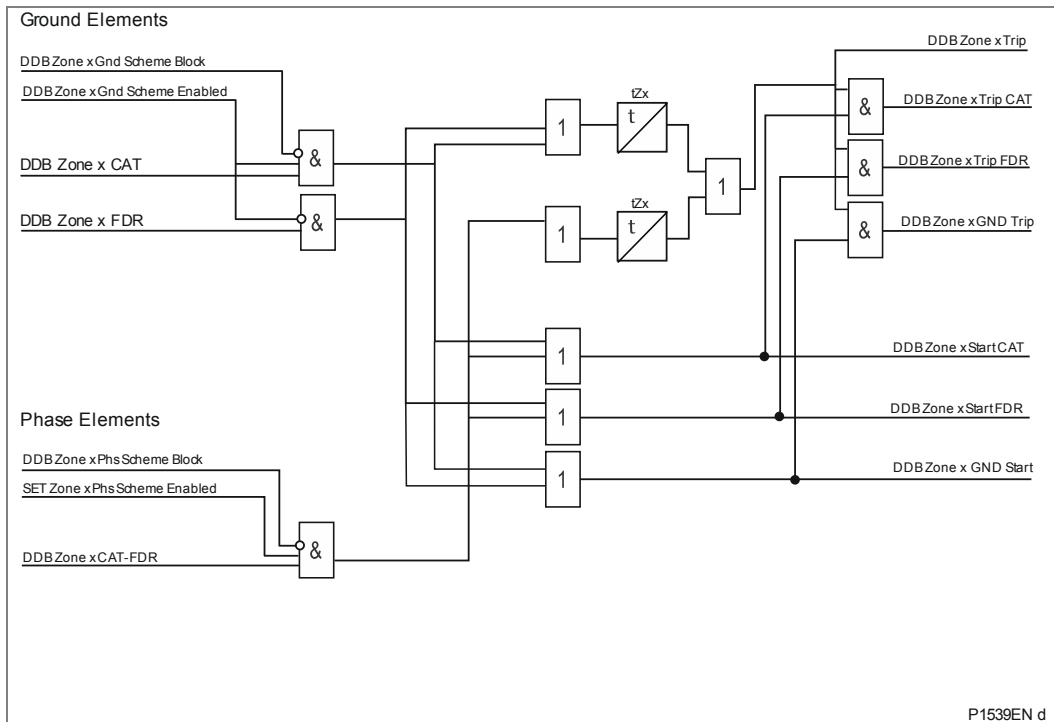 Ground Elements
DDB Zone x Gnd Scheme Block
DDB Zone x Gnd Scheme Enabled
DDB Zone x CAT
DDB Zone x FDR
&
&
1
tZx
t
1
tZx
t
1
DDB Zone x Trip
&
DDB Zone x Trip CAT
&
DDB Zone x Trip FDR
&
DDB Zone x GND Trip
1
DDB Zone x Start CAT
1
DDB Zone x Start FDR
1
DDB Zone x GND Start
Phase Elements
DDB Zone x Phs Scheme Block
SET Zone x Phs Scheme Enabled
DDB Zone x CAT-FDR
&
P1539EN d